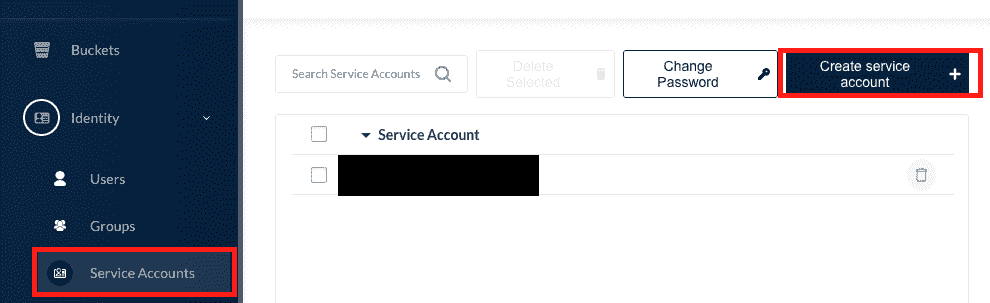 Buckets
Identity
Users
Groups
Service Accounts
Search Service Accounts
Delete
Selected
Change
Password
Create service
account
Service Account